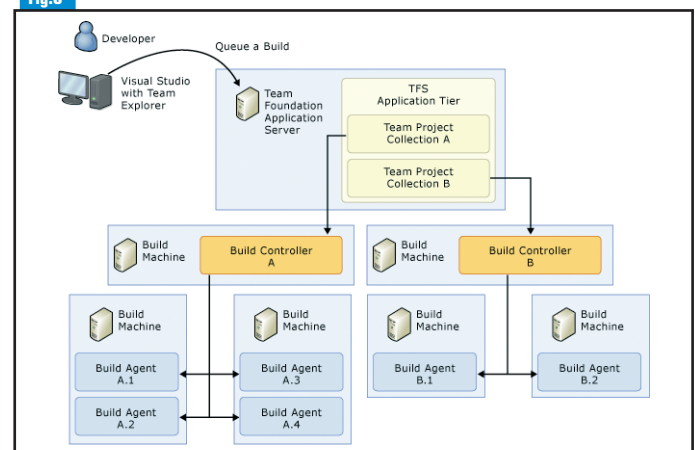 Fig.6
Developer
Queue a Build
Visual Studio
with Team
Explorer
Team
Foundation
Application
Server
TFS
Application Tier
Team Project
Collection A
Team Project
Collection B
Build
Machine
Build Controller
A
Build
Machine
Build Controller
B
Build
Machine
Build Agent
A.1
Build Agent
A.2
Build
Machine
Build Agent
A.3
Build Agent
A.4
Build
Machine
Build Agent
B.1
Build
Machine
Build Agent
B.2